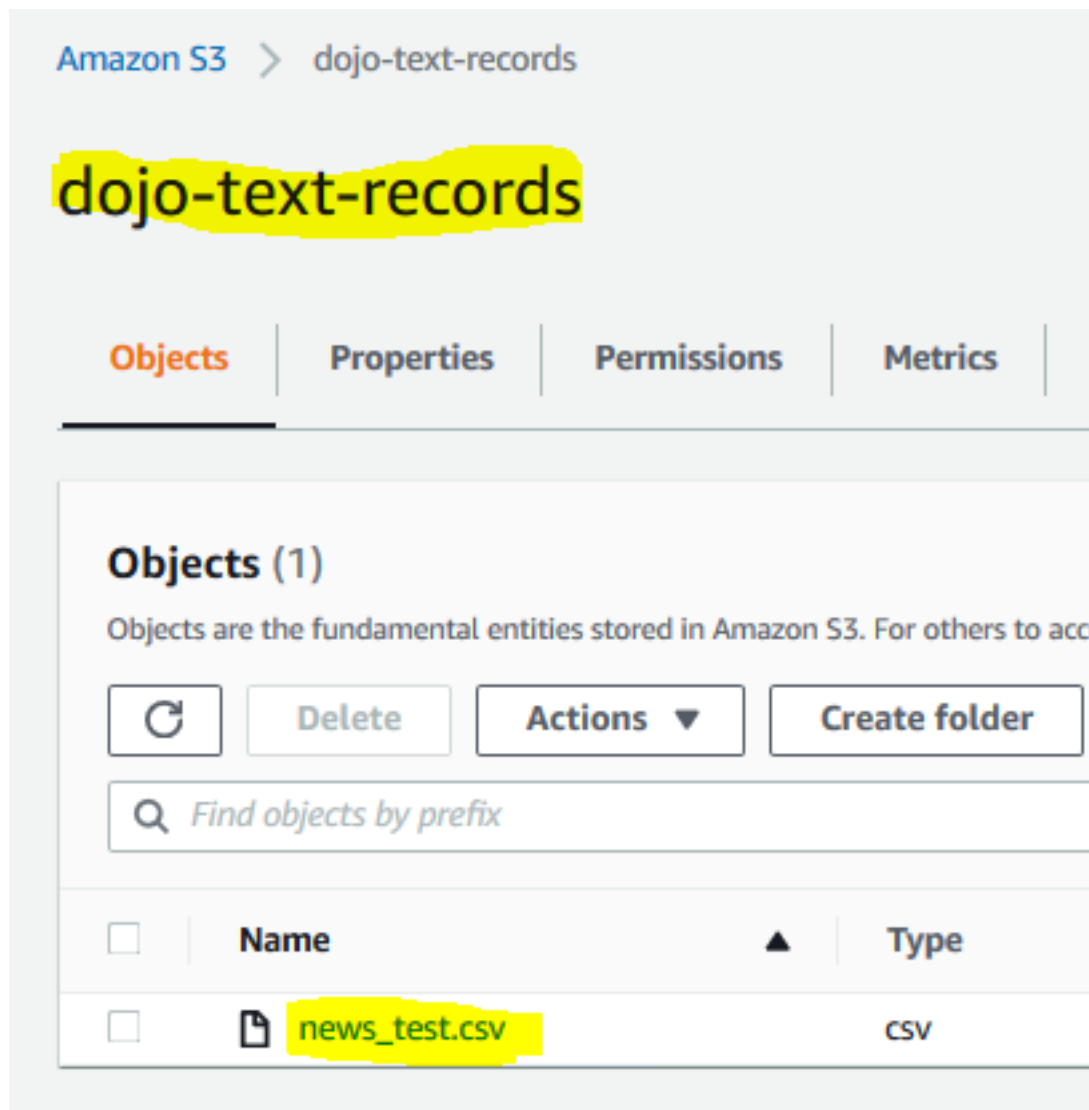 Amazon S3 > dojo-text-records
dojo-text-records
Objects Properties Permissions Metrics
Objects (1)
Objects are the fundamental entities stored in Amazon S3. For others to acc
Delete Actions ▼ Create folder
Find objects by prefix
Name ▲ Type
news_test.csv csv